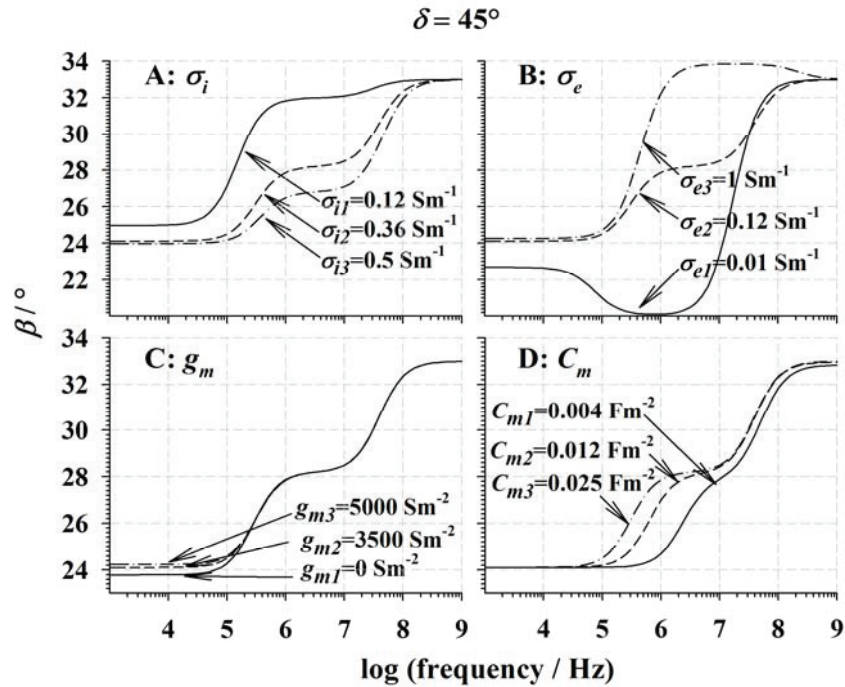 δ = 45°
A: σi
B: σe
34
32
30
28
26
24
22
σi1=0.12 Sm-1
σi2=0.36 Sm-1
σi3=0.5 Sm-1
σe3=1 Sm-1
σe2=0.12 Sm-1
σe1=0.01 Sm-1
β / °
C: gm
D: Cm
34
32
30
28
26
24
gm3=5000 Sm-2
gm2=3500 Sm-2
gm1=0 Sm-2
Cm1=0.004 Fm-2
Cm2=0.012 Fm-2
Cm3=0.025 Fm-2
4 5 6 7 8 9 4 5 6 7 8 9
log (frequency / Hz)